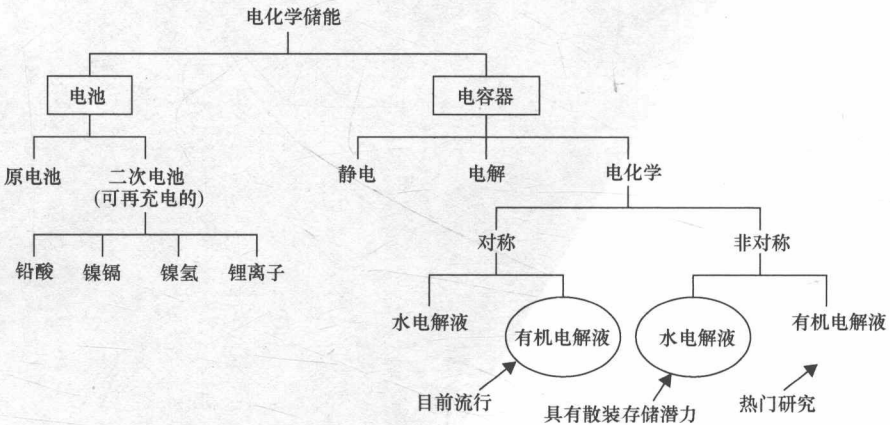 电化学储能
电池
电容器
原电池
二次电池
(可再充电的)
静电
电解
电化学
铅酸
镍镉
镍氢
锂离子
对称
非对称
水电解液
有机电解液
水电解液
有机电解液
目前流行
具有散装存储潜力
热门研究